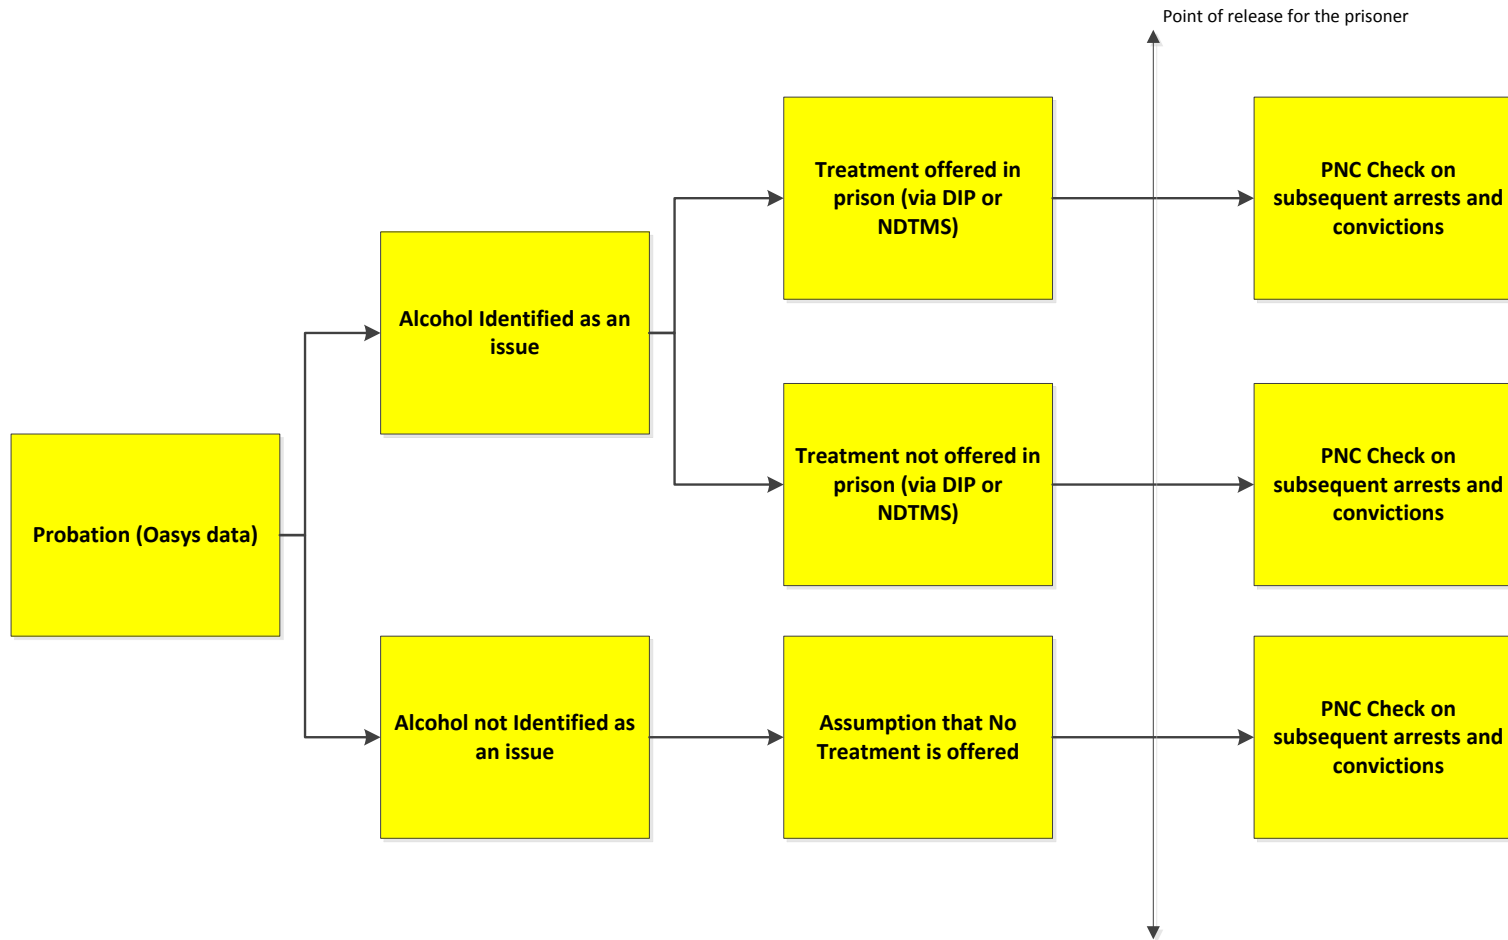 Point of release for the prisoner
Treatment offered in
prison (via DIP or
NDTMS)
PNC Check on
subsequent arrests and
convictions
Alcohol Identified as an
issue
Treatment not offered in
prison (via DIP or
NDTMS)
PNC Check on
subsequent arrests and
convictions
Probation (Oasys data)
Alcohol not Identified as
an issue
Assumption that No
Treatment is offered
PNC Check on
subsequent arrests and
convictions